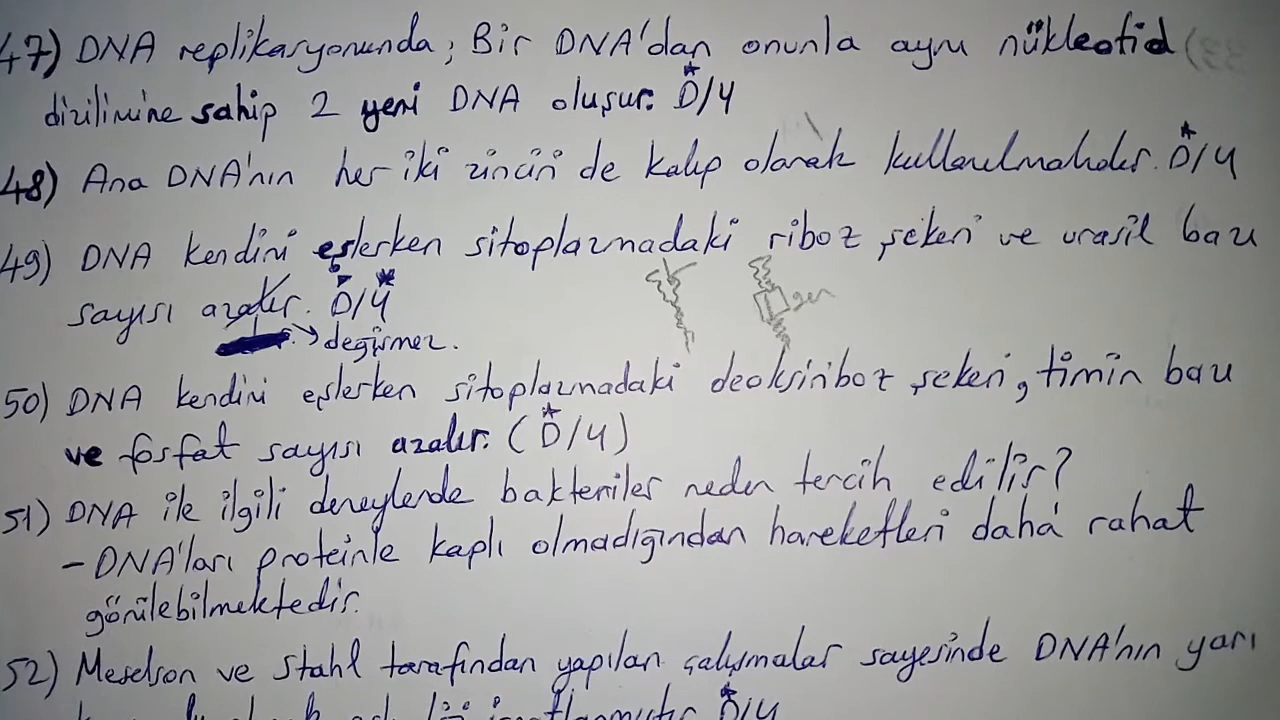 47) DNA replikasyonunda; Bir DNA'dan onunla aynı nükleotid
dizilimine sahip 2 yeni DNA oluşur. D/Y
48) Ana DNA'nın her iki zinciri de kalıp olarak kullanılmaktadır. D/Y
49) DNA kendini eşlerken sitoplazmadaki riboz şekeri ve urasil bazı
sayısı azalır. D/Y
gen
→ değişmez.
50) DNA kendini eşlerken sitoplazmadaki deoksiriboz şekeri, timin bazı
ve fosfat sayısı azalır. (D/Y)
51) DNA ile ilgili deneylerde bakteriler neden tercih edilir?
- DNA'ları proteinle kaplı olmadığından hareketleri daha rahat
görülebilmektedir.
52) Meselson ve Stahl tarafından yapılan çalışmalar sayesinde DNA'nın yarı
D/Y